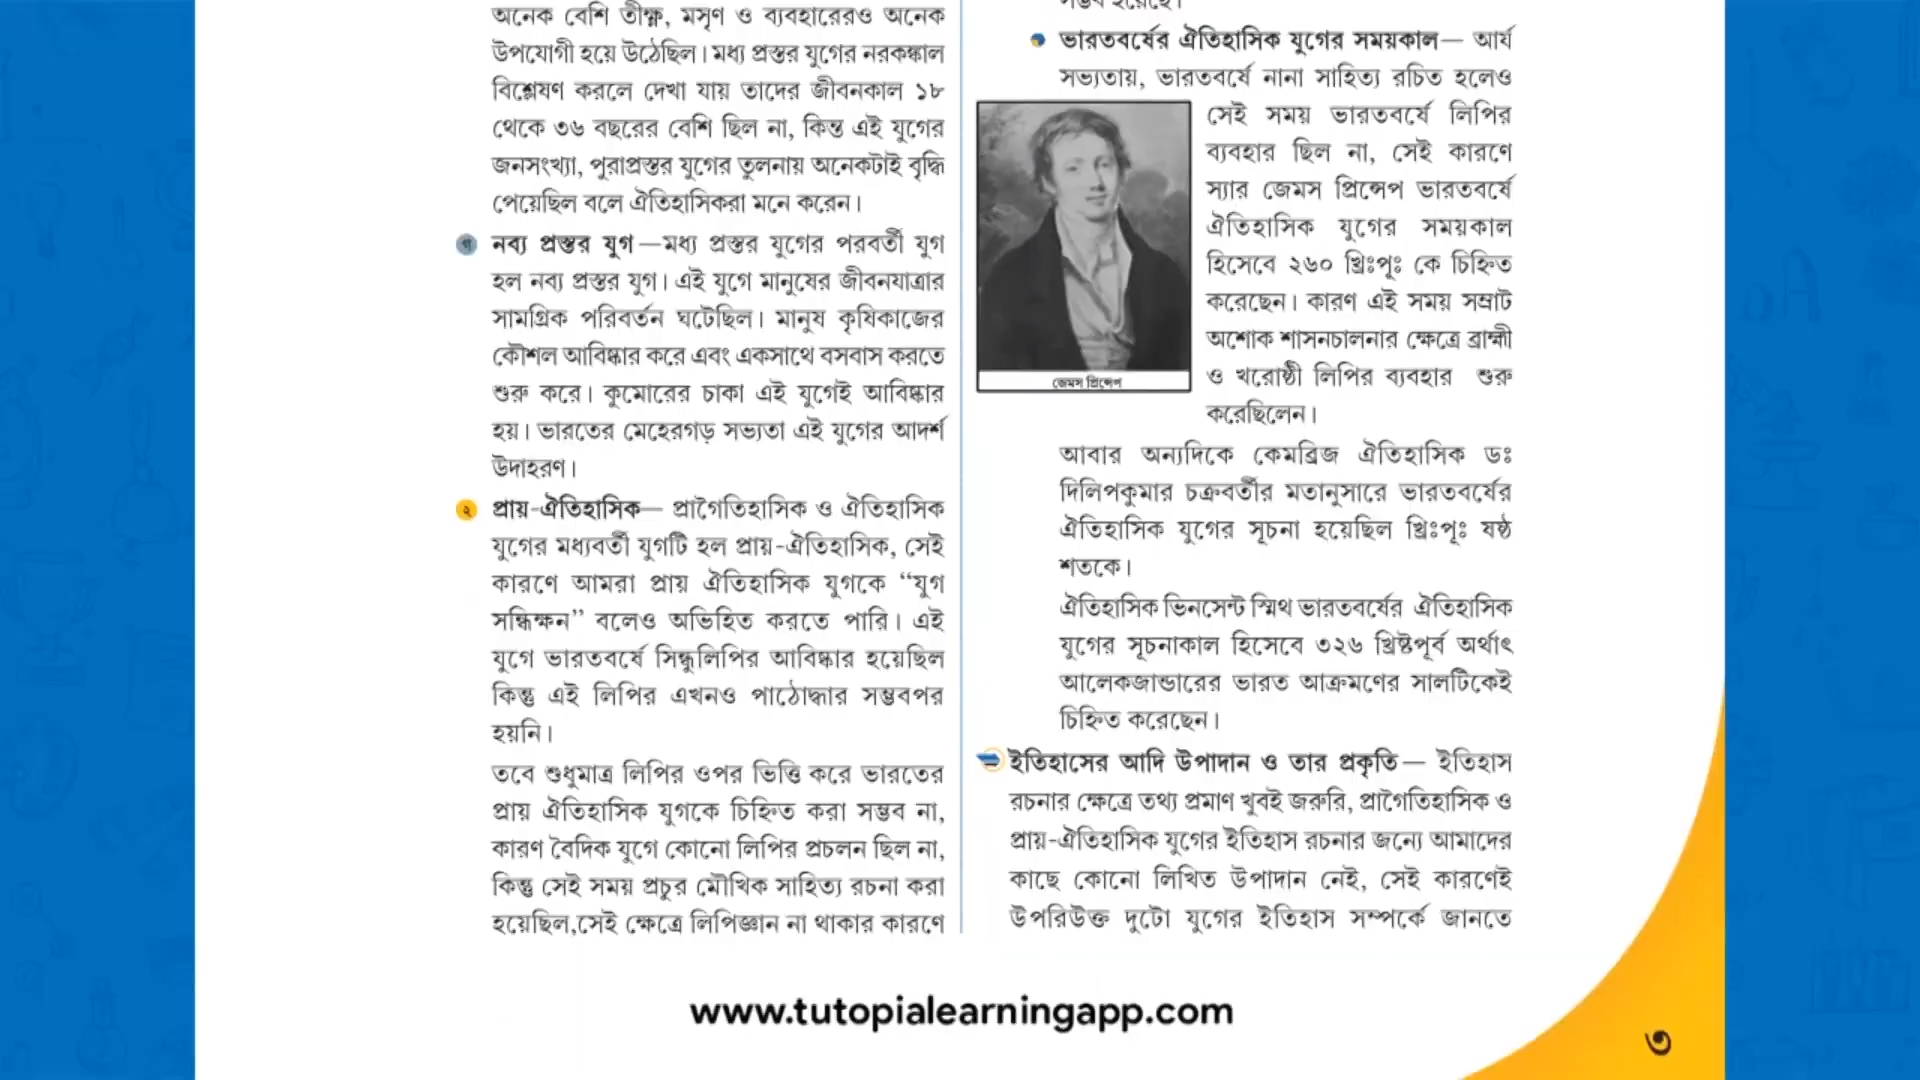 অনেক বেশি তীক্ষ্ণ, মসৃণ ও ব্যবহারেরও অনেক
উপযোগী হয়ে উঠেছিল। মধ্য প্রস্তর যুগের নরকঙ্কাল
বিশ্লেষণ করলে দেখা যায় তাদের জীবনকাল ১৮
থেকে ৩৬ বছরের বেশি ছিল না, কিন্তু এই যুগের
জনসংখ্যা, পুরাপ্রস্তর যুগের তুলনায় অনেকটাই বৃদ্ধি
পেয়েছিল বলে ঐতিহাসিকরা মনে করেন।
গ নব্য প্রস্তর যুগ—মধ্য প্রস্তর যুগের পরবর্তী যুগ
হল নব্য প্রস্তর যুগ। এই যুগে মানুষের জীবনযাত্রার
সামগ্রিক পরিবর্তন ঘটেছিল। মানুষ কৃষিকাজের
কৌশল আবিষ্কার করে এবং একসাথে বসবাস করতে
শুরু করে। কুমোরের চাকা এই যুগেই আবিষ্কার
হয়। ভারতের মেহেরগড় সভ্যতা এই যুগের আদর্শ
উদাহরণ।
২ প্রায়-ঐতিহাসিক— প্রাগৈতিহাসিক ও ঐতিহাসিক
যুগের মধ্যবর্তী যুগটি হল প্রায়-ঐতিহাসিক, সেই
কারণে আমরা প্রায় ঐতিহাসিক যুগকে “যুগ
সন্ধিক্ষন” বলেও অভিহিত করতে পারি। এই
যুগে ভারতবর্ষে সিন্ধুলিপির আবিষ্কার হয়েছিল
কিন্তু এই লিপির এখনও পাঠোদ্ধার সম্ভবপর
হয়নি।
তবে শুধুমাত্র লিপির ওপর ভিত্তি করে ভারতের
প্রায় ঐতিহাসিক যুগকে চিহ্নিত করা সম্ভব না,
কারণ বৈদিক যুগে কোনো লিপির প্রচলন ছিল না,
কিন্তু সেই সময় প্রচুর মৌখিক সাহিত্য রচনা করা
হয়েছিল,সেই ক্ষেত্রে লিপিজ্ঞান না থাকার কারণে
সম্ভব হয়েছে।
ভারতবর্ষের ঐতিহাসিক যুগের সময়কাল— আর্য
সভ্যতায়, ভারতবর্ষে নানা সাহিত্য রচিত হলেও
সেই সময় ভারতবর্ষে লিপির
ব্যবহার ছিল না, সেই কারণে
স্যার জেমস প্রিন্সেপ ভারতবর্ষে
ঐতিহাসিক যুগের সময়কাল
হিসেবে ২৬০ খ্রিঃপূঃ কে চিহ্নিত
করেছেন। কারণ এই সময় সম্রাট
অশোক শাসনচালনার ক্ষেত্রে ব্রাহ্মী
ও খরোষ্ঠী লিপির ব্যবহার শুরু
করেছিলেন।
জেমস প্রিন্সেপ
আবার অন্যদিকে কেমব্রিজ ঐতিহাসিক ডঃ
দিলিপকুমার চক্রবর্তীর মতানুসারে ভারতবর্ষের
ঐতিহাসিক যুগের সূচনা হয়েছিল খ্রিঃপূঃ ষষ্ঠ
শতকে।
ঐতিহাসিক ভিনসেন্ট স্মিথ ভারতবর্ষের ঐতিহাসিক
যুগের সূচনাকাল হিসেবে ৩২৬ খ্রিষ্টপূর্ব অর্থাৎ
আলেকজান্ডারের ভারত আক্রমণের সালটিকেই
চিহ্নিত করেছেন।
ইতিহাসের আদি উপাদান ও তার প্রকৃতি— ইতিহাস
রচনার ক্ষেত্রে তথ্য প্রমাণ খুবই জরুরি, প্রাগৈতিহাসিক ও
প্রায়-ঐতিহাসিক যুগের ইতিহাস রচনার জন্যে আমাদের
কাছে কোনো লিখিত উপাদান নেই, সেই কারণেই
উপরিউক্ত দুটো যুগের ইতিহাস সম্পর্কে জানতে
www.tutopialearningapp.com
৩